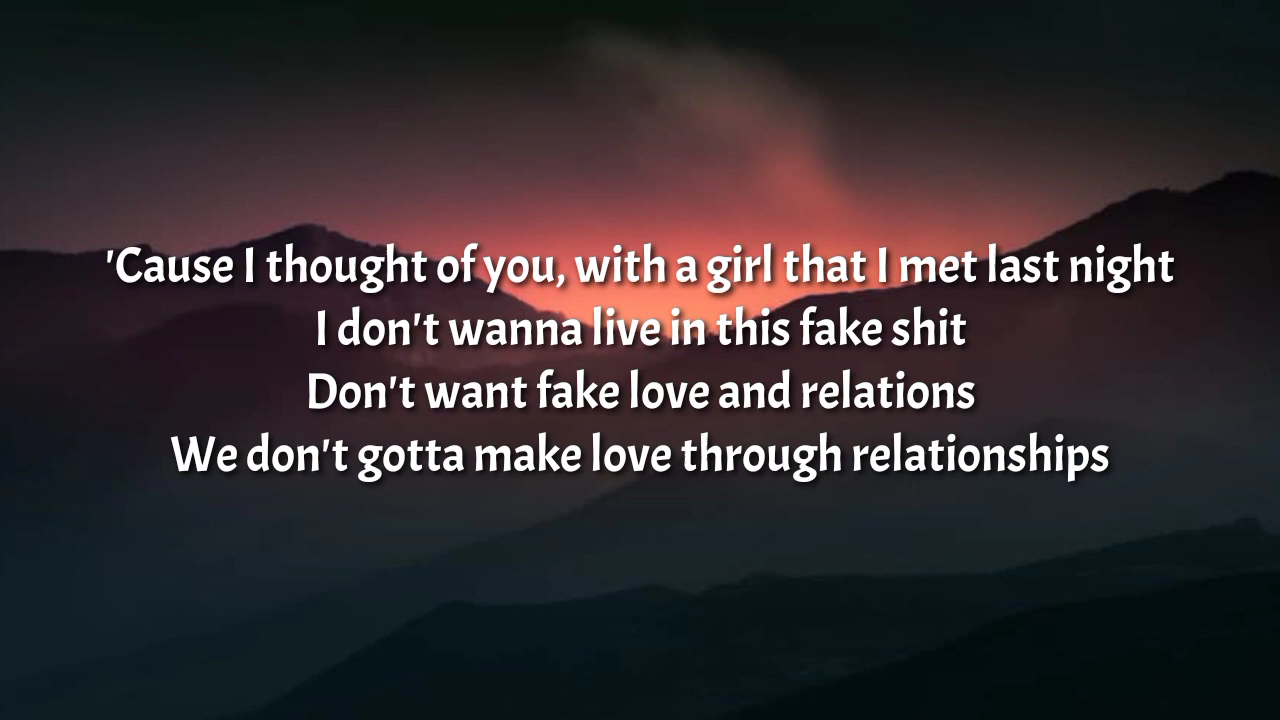 'Cause I thought of you, with a girl that I met last night
I don't wanna live in this fake shit
Don't want fake love and relations
We don't gotta make love through relationships